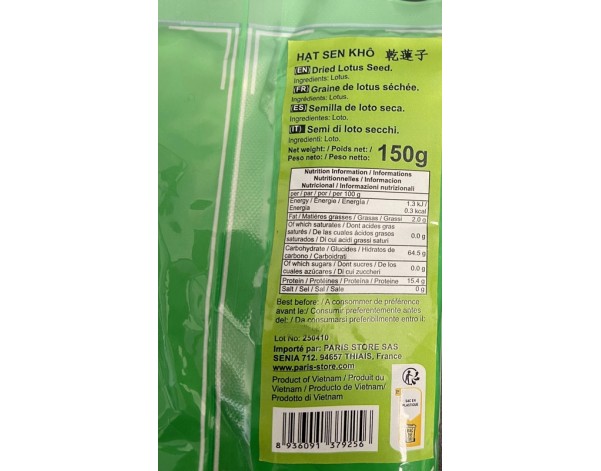 HẠT SEN KHÔ 乾蓮子
(EN) Dried Lotus Seed.
Ingredients: Lotus.
(FR) Graine de lotus séchée.
Ingrédients: Lotus.
(ES) Semilla de loto seca.
Ingredientes: Loto.
(IT) Semi di loto secchi.
Ingredienti: Loto.
Net weight: / Poids net: /
Peso neto: / Peso netto: 150g
Nutrition Information / Informations
Nutritionnelles / Informacion
Nutricional / Informazioni nutrizionali
per / par / por / per 100 g
Energy / Energie / Energía / 1.3 kJ /
Energia 0.3 kcal
Fat / Matières grasses / Grasas / Grassi 2.0 g
Of which saturates / Dont acides gras
saturés / De las cuales ácidos grasos
saturados / Di cui acidi grassi saturi 0.0 g
Carbohydrate / Glucides / Hidratos de
carbono / Carboidrati 64.5 g
Of which sugars / Dont sucres / De los
cuales azúcares / Di cui zuccheri 0.0 g
Protein / Protéines / Proteína / Proteine 15.4 g
Salt / Sel / Sal / Sale 0 g
Best before: / A consommer de préférence
avant le:/ Consumir preferentemente antes
del: / Da consumarsi preferibilmente entro il:
Lot No: 250410
Importé par: PARIS STORE SAS
SENIA 712. 94657 THIAIS, France
www.paris-store.com
Product of Vietnam / Produit du
Vietnam / Producto de Vietnam/
Prodotto di Vietnam
SAC EN
PLASTIQUE
8 936091 379256